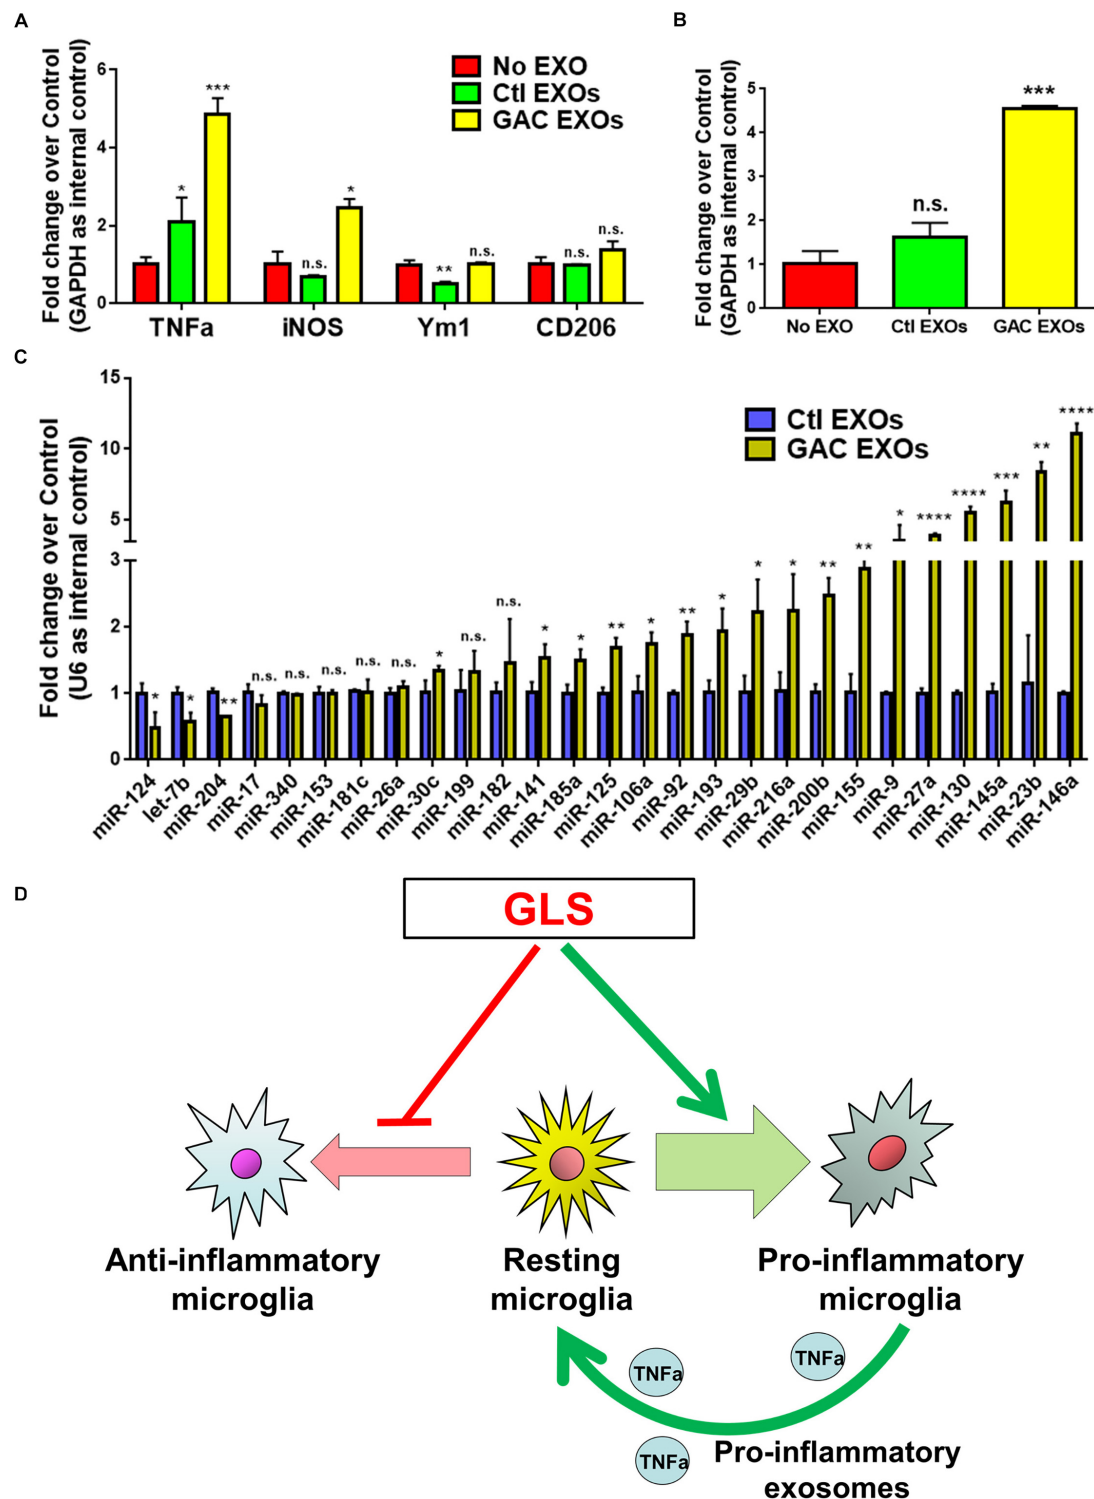 A
Fold change over Control
(GAPDH as internal control)
6
4
2
0
No EXO
Ctl EXOs
GAC EXOs
*
***
n.s.
*
**
n.s.
n.s.
n.s.
TNFa
iNOS
Ym1
CD206
B
Fold change over Control
(GAPDH as internal control)
5
4
3
2
1
0
n.s.
***
No EXO
Ctl EXOs
GAC EXOs
C
Fold change over Control
(U6 as internal control)
15
10
5
3
2
1
0
Ctl EXOs
GAC EXOs
*
*
**
n.s.
n.s.
n.s.
n.s.
n.s.
*
n.s.
n.s.
*
*
**
*
**
*
*
*
**
**
*
****
****
***
**
****
miR-124
let-7b
miR-204
miR-17
miR-340
miR-153
miR-181c
miR-26a
miR-30c
miR-199
miR-182
miR-141
miR-185a
miR-125
miR-106a
miR-92
miR-193
miR-29b
miR-216a
miR-200b
miR-155
miR-9
miR-27a
miR-130
miR-145a
miR-23b
miR-146a
D
GLS
Anti-inflammatory
microglia
Resting
microglia
Pro-inflammatory
microglia
TNFa
TNFa
TNFa
Pro-inflammatory
exosomes